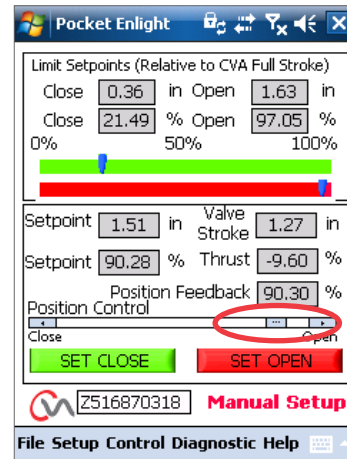 Pocket Enlight
Limit Setpoints (Relative to CVA Full Stroke)
Close 0.36 in Open 1.63 in
Close 21.49 % Open 97.05 %
0% 50% 100%
Setpoint 1.51 in Valve Stroke 1.27 in
Setpoint 90.28 % Thrust -9.60 %
Position Feedback 90.30 %
Position Control
Close Open
SET CLOSE SET OPEN
CVA Z516870318 Manual Setup
File Setup Control Diagnostic Help